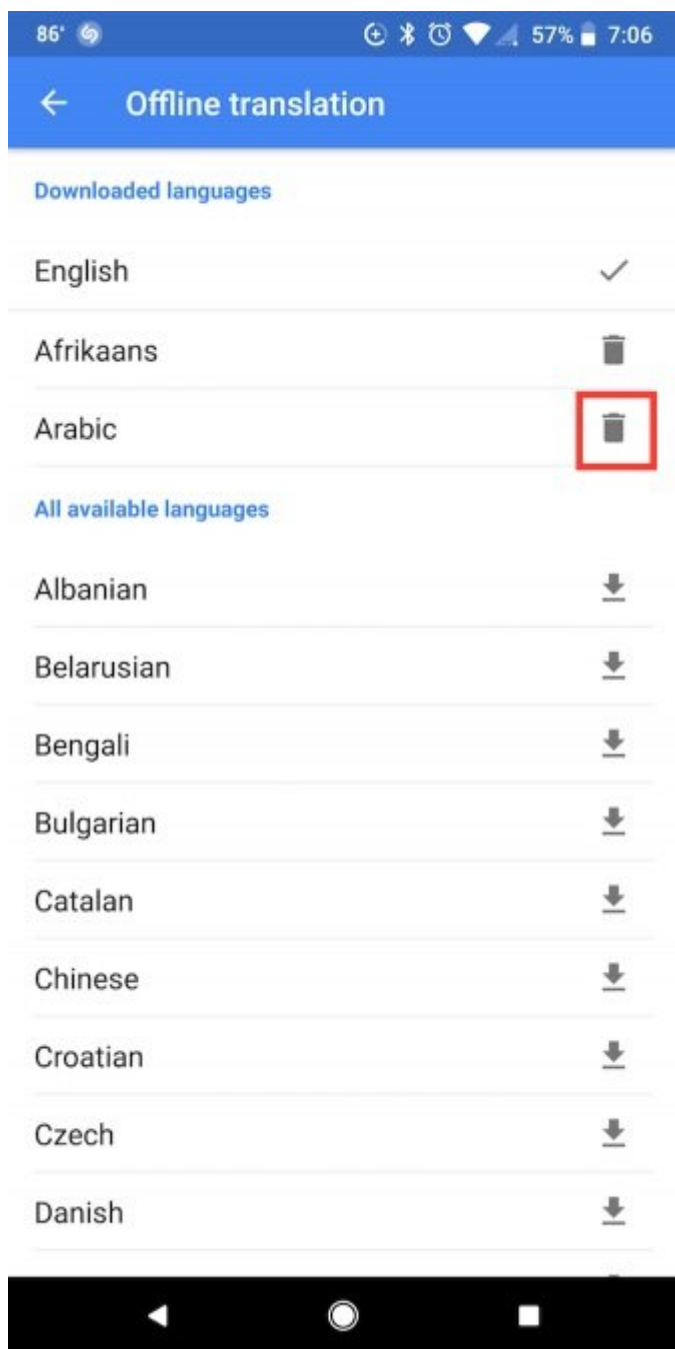 86° 57% 7:06
Offline translation
Downloaded languages
English
Afrikaans
Arabic
All available languages
Albanian
Belarusian
Bengali
Bulgarian
Catalan
Chinese
Croatian
Czech
Danish